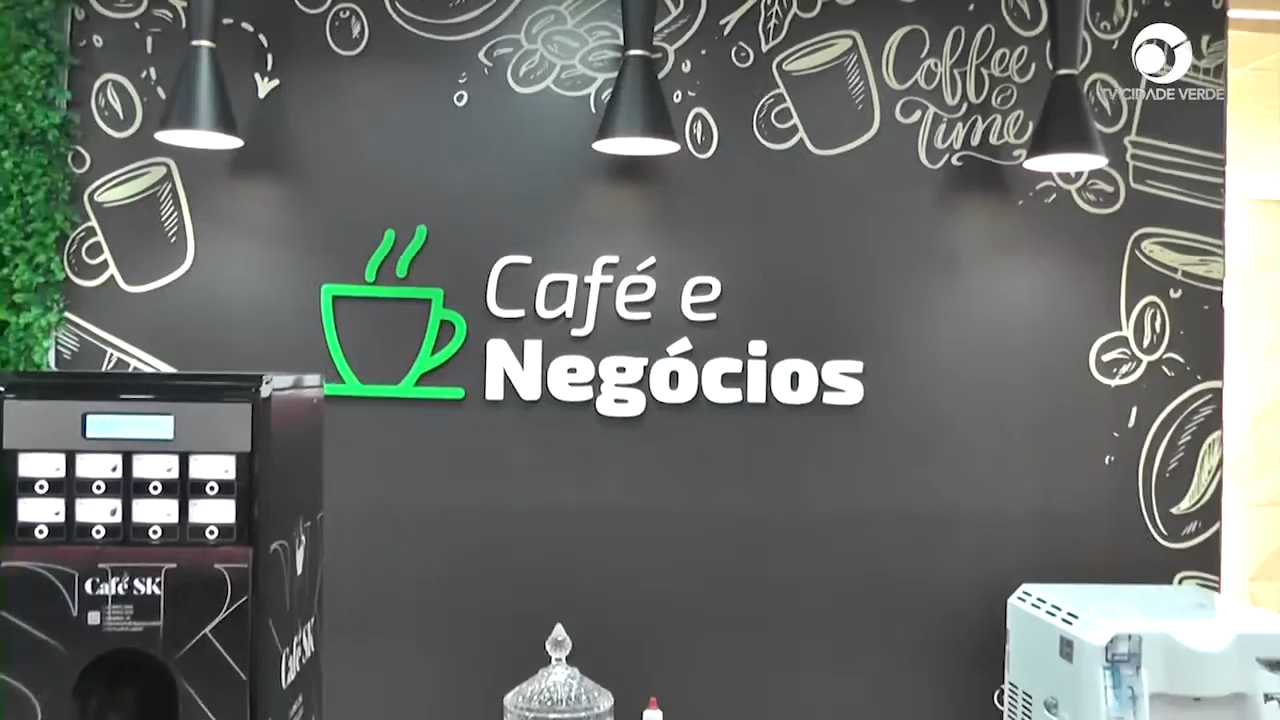 Coffee
Time
TV CIDADE VERDE
Café e
Negócios
Café SK
Café SK